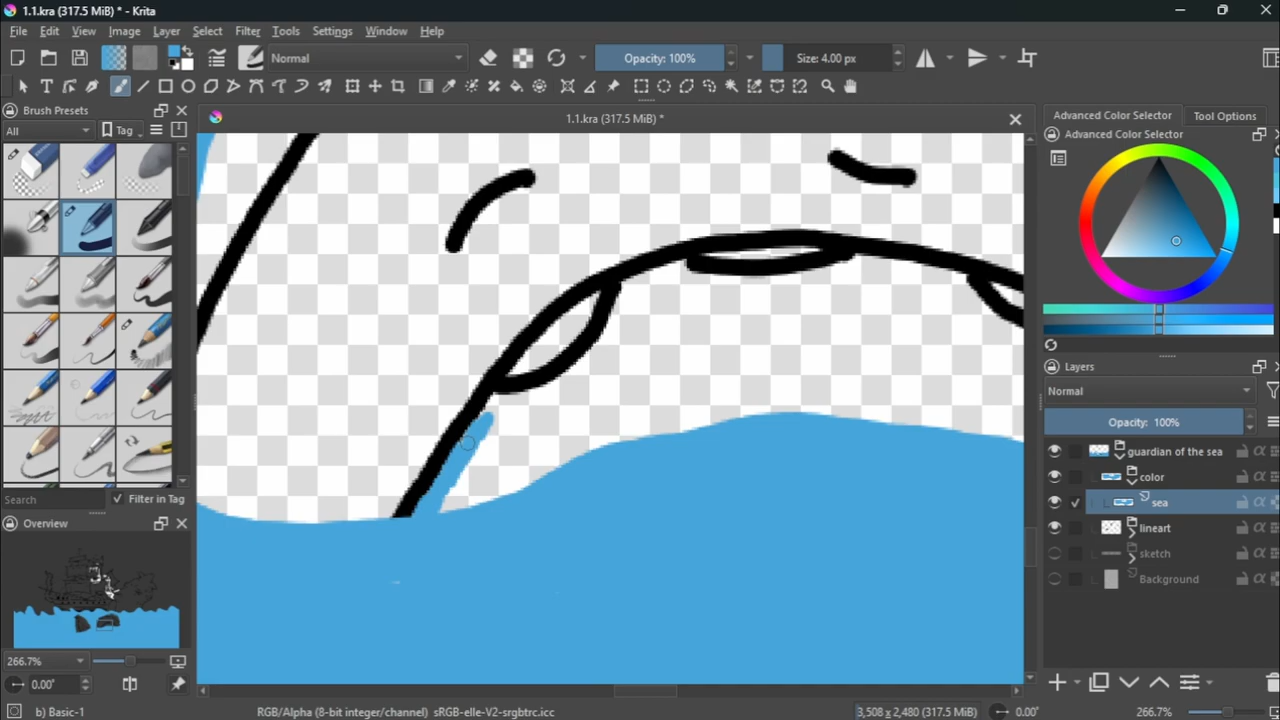 1.1.kra (317.5 MiB) * - Krita
File Edit View Image Layer Select Filter Tools Settings Window Help
Normal Opacity: 100% Size: 4.00 px
Brush Presets 1.1.kra (317.5 MiB) * Advanced Color Selector Tool Options
All Tag Advanced Color Selector
Layers
Normal
Opacity: 100%
guardian of the sea
color
sea
lineart
sketch
Background
Search Filter in Tag
Overview
266.7%
0.00°
b) Basic-1 RGB/Alpha (8-bit integer/channel) sRGB-elle-V2-srgbtrc.icc 3,508 x 2,480 (317.5 MiB) 0.00° 266.7%